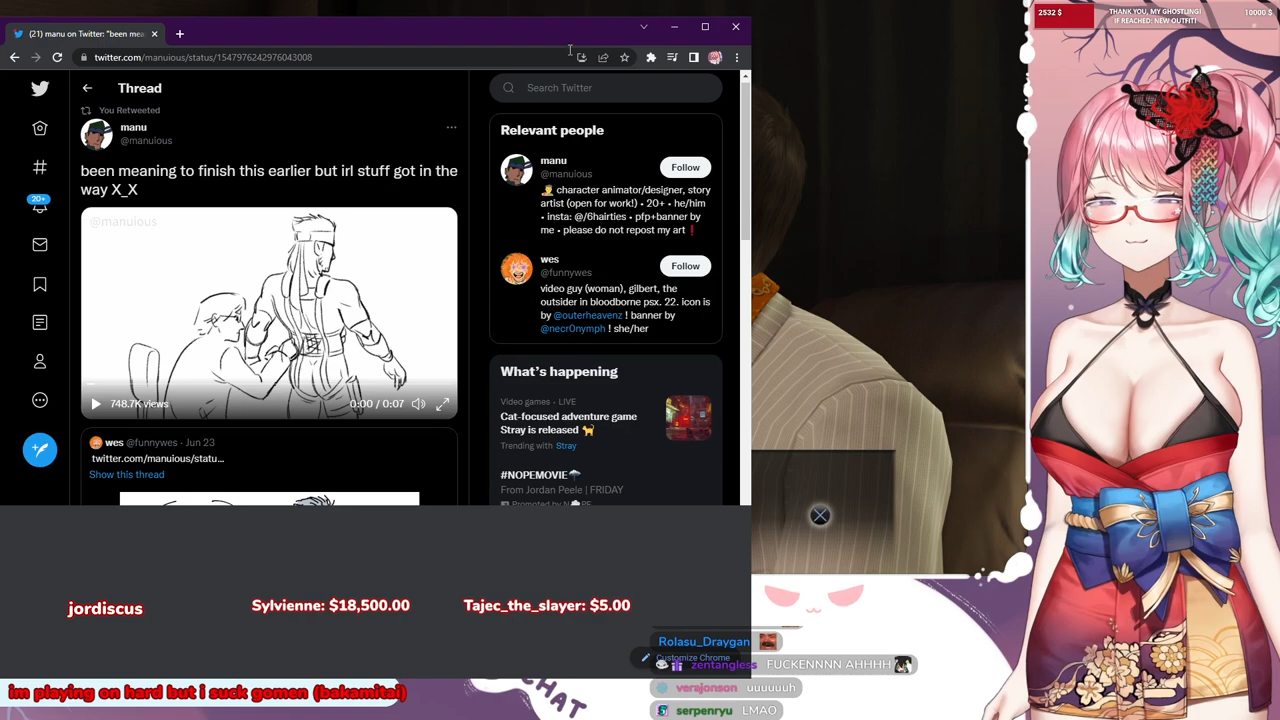 (21) manu on Twitter: "been mea
twitter.com/manuious/status/1547976242976043008
Thread
You Retweeted
manu
@manuious
been meaning to finish this earlier but irl stuff got in the
way X_X
@manuious
748.7K views
0:00 / 0:07
wes @funnywes · Jun 23
twitter.com/manuious/statu...
Show this thread
20+
Search Twitter
Relevant people
manu
@manuious
Follow
character animator/designer, story
artist (open for work!) • 20+ • he/him
• insta: @/6hairties • pfp+banner by
me • please do not repost my art
wes
@funnywes
Follow
video guy (woman), gilbert, the
outsider in bloodborne psx. 22. icon is
by @outerheavenz ! banner by
@necr0nymph ! she/her
What's happening
Video games · LIVE
Cat-focused adventure game
Stray is released
Trending with Stray
#NOPEMOVIE
From Jordan Peele | FRIDAY
2532 $
THANK YOU, MY GHOSTLING!
IF REACHED: NEW OUTFIT!
10000 $
jordiscus
Sylvienne: $18,500.00
Tajec_the_slayer: $5.00
Rolasu_Draygan
Customize Chrome
zentangless FUCKENNNN AHHHH
verajonson uuuuuuh
serpenryu LMAO
im playing on hard but i suck gomen (bakamitai)
CHAT